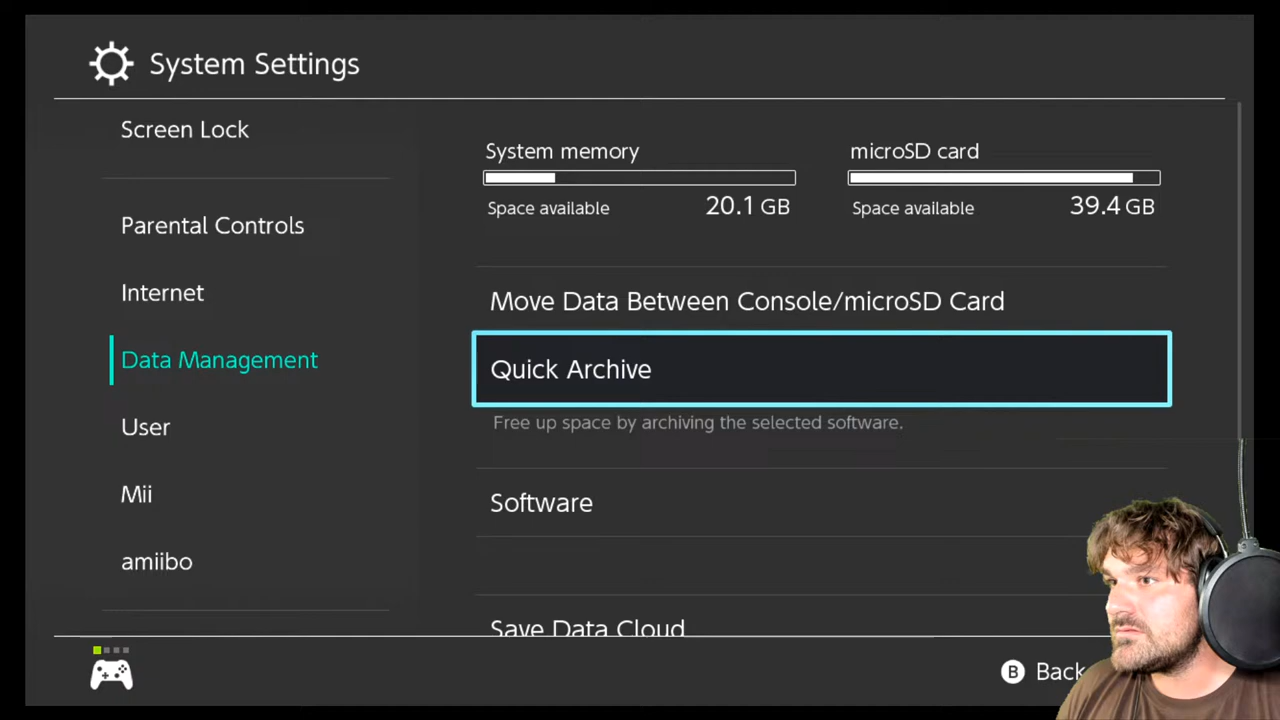 System Settings
Screen Lock
Parental Controls
Internet
Data Management
User
Mii
amiibo
System memory
Space available 20.1 GB
microSD card
Space available 39.4 GB
Move Data Between Console/microSD Card
Quick Archive
Free up space by archiving the selected software.
Software
Save Data Cloud
B Back